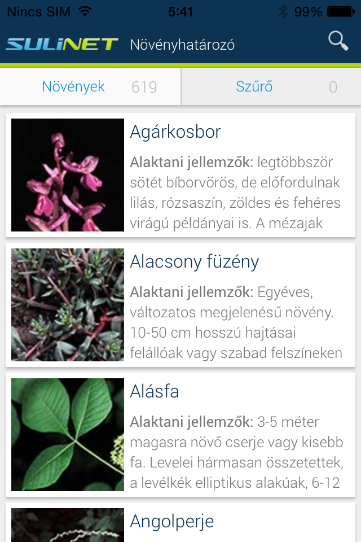 Nincs SIM 5:41 99%
SULiNET Növényhatározó
Növények 619 Szűrő 0
Agárkosbor
Alaktani jellemzők: legtöbbször
sötét bíborvörös, de előfordulnak
lilás, rózsaszín, zöldes és fehéres
virágú példányai is. A mézajak
Alacsony füzény
Alaktani jellemzők: Egyéves,
változatos megjelenésű növény.
10-50 cm hosszú hajtásai
felállóak vagy szabad felszíneken
Alásfa
Alaktani jellemzők: 3-5 méter
magasra növő cserje vagy kisebb
fa. Levelei hármasan összetettek,
a levélkék elliptikus alakúak, 6-12
Angolperje